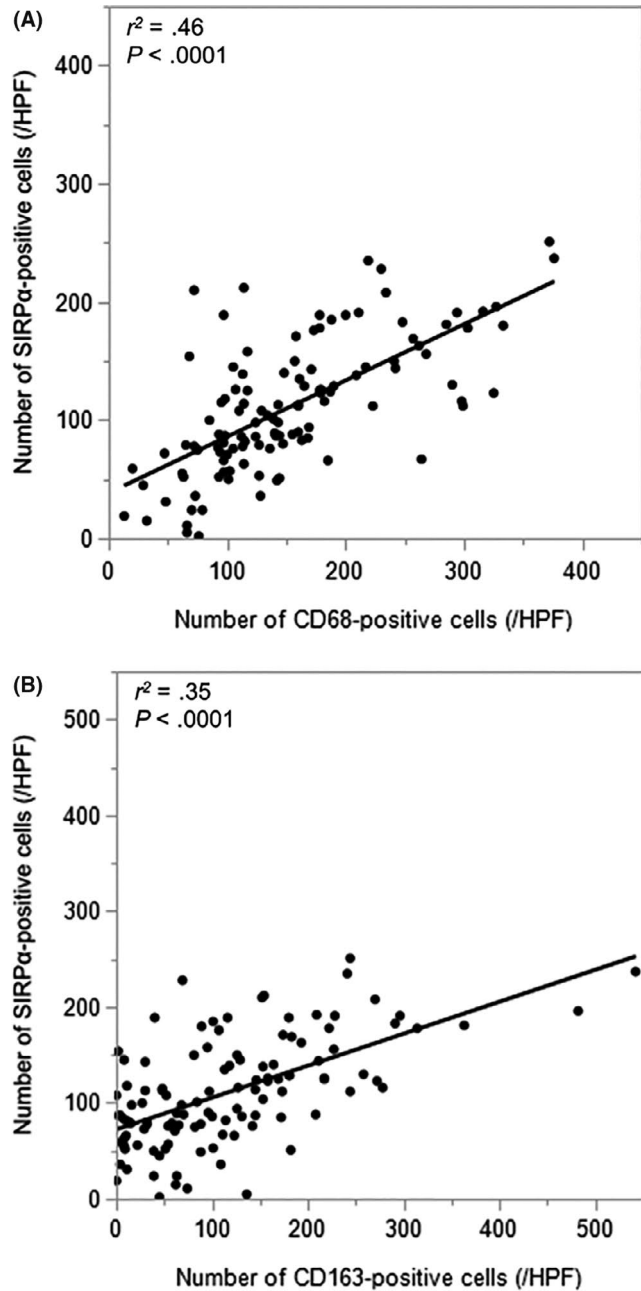 (A)
r² = .46
P < .0001
400
300
200
100
0
Number of SIRPα-positive cells (/HPF)
0 100 200 300 400
Number of CD68-positive cells (/HPF)
(B)
r² = .35
P < .0001
500
400
300
200
100
0
Number of SIRPα-positive cells (/HPF)
0 100 200 300 400 500
Number of CD163-positive cells (/HPF)